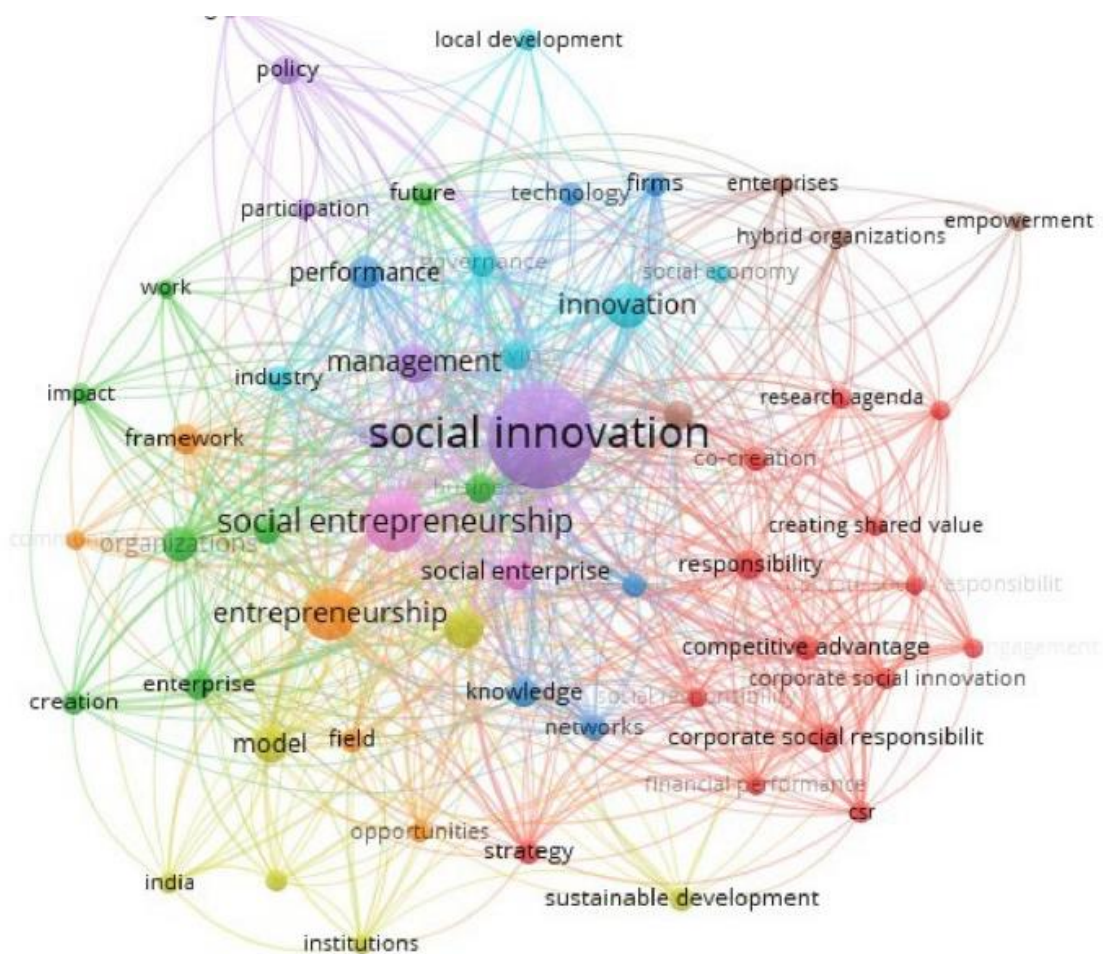 local development
policy
future
technology
firms
enterprises
participation
empowerment
hybrid organizations
governance
performance
social economy
work
innovation
management
industry
impact
research agenda
social innovation
framework
co-creation
social entrepreneurship
creating shared value
organizations
social enterprise
responsibility
responsibilit
entrepreneurship
competitive advantage
corporate social innovation
enterprise
knowledge
social responsibility
creation
networks
model
field
corporate social responsibilit
financial performance
csr
opportunities
strategy
india
sustainable development
institutions